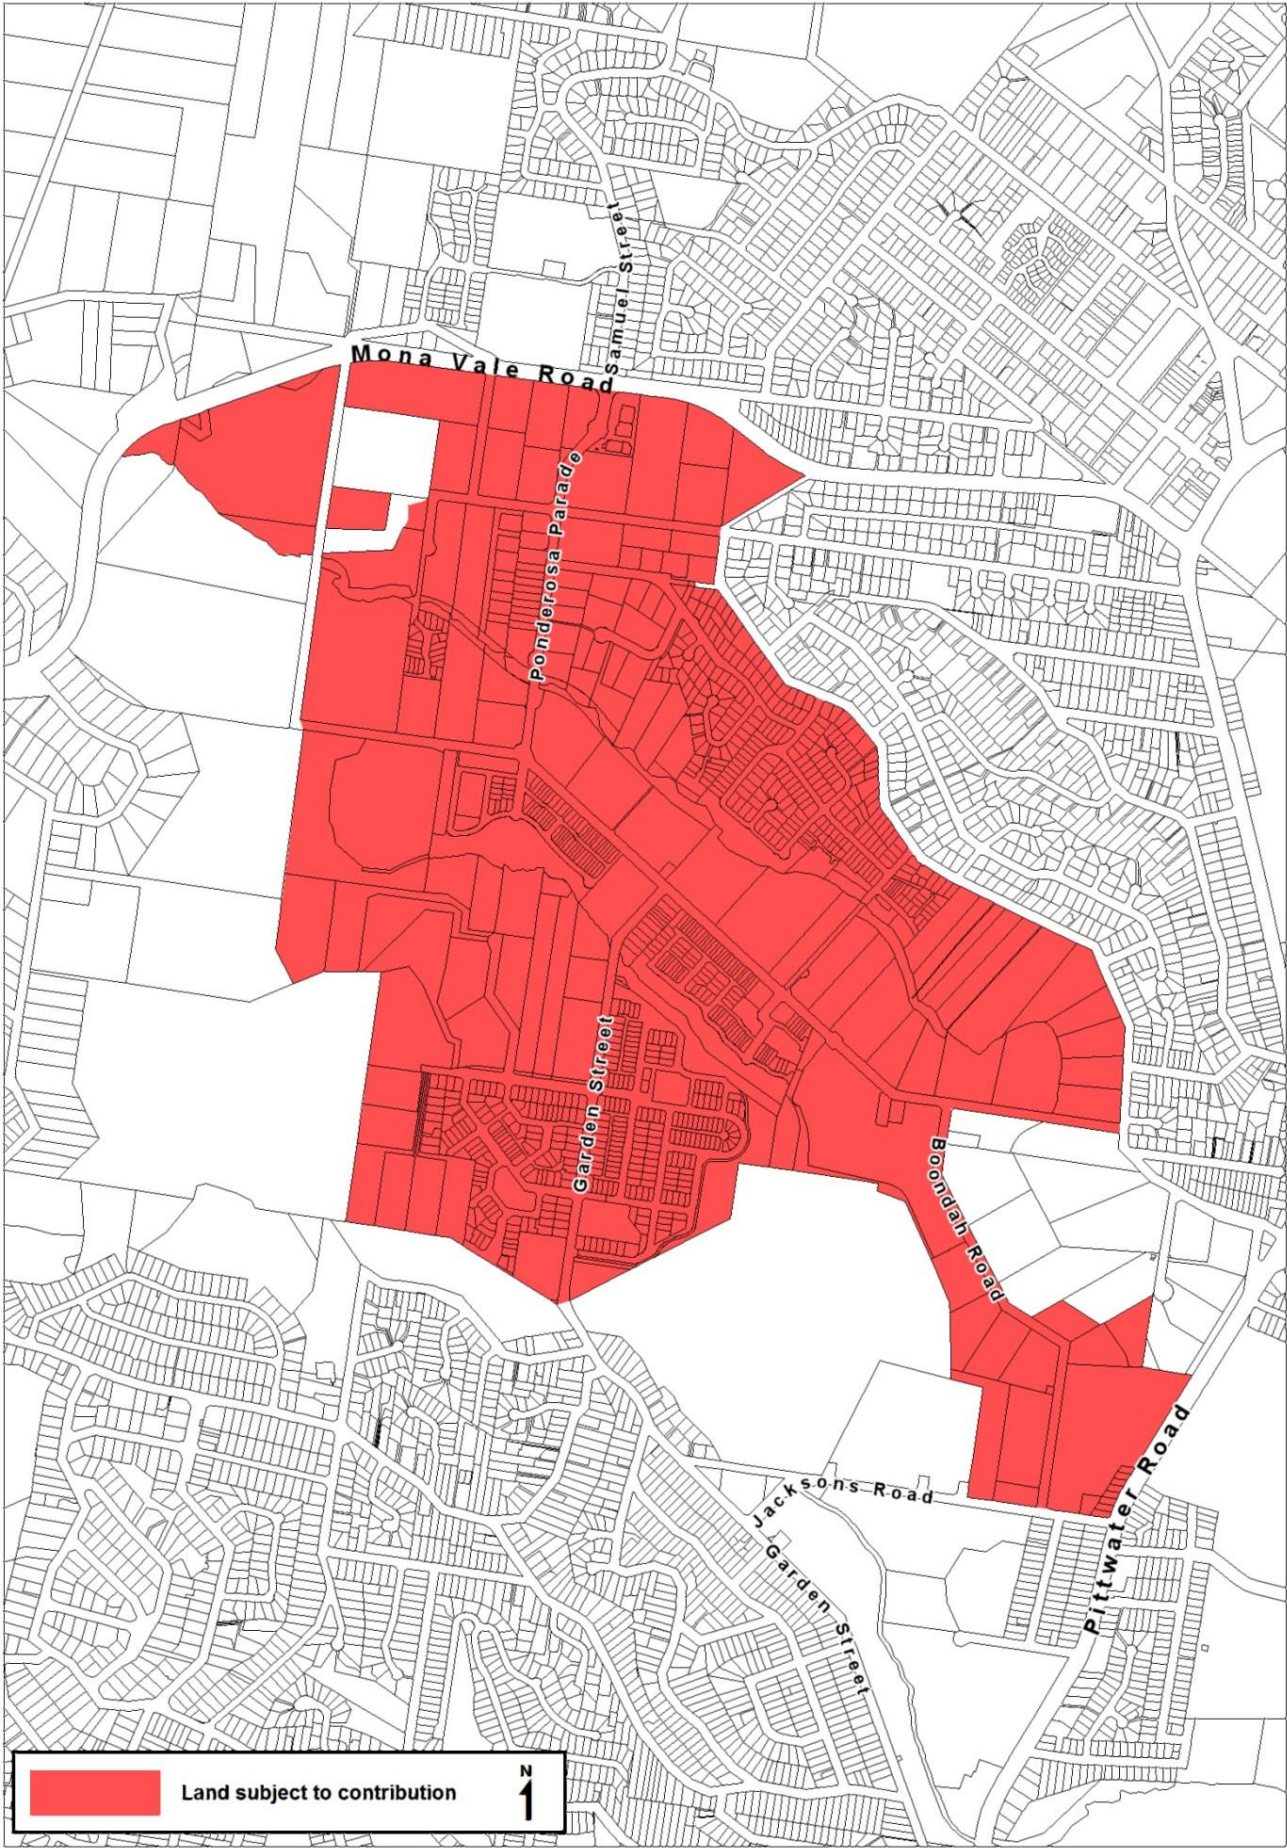 Samuel Street
Mona Vale Road
Ponderosa Parade
Garden Street
Boondah Road
Pittwater Road
Jacksons Road
Garden Street
Land subject to contribution
N